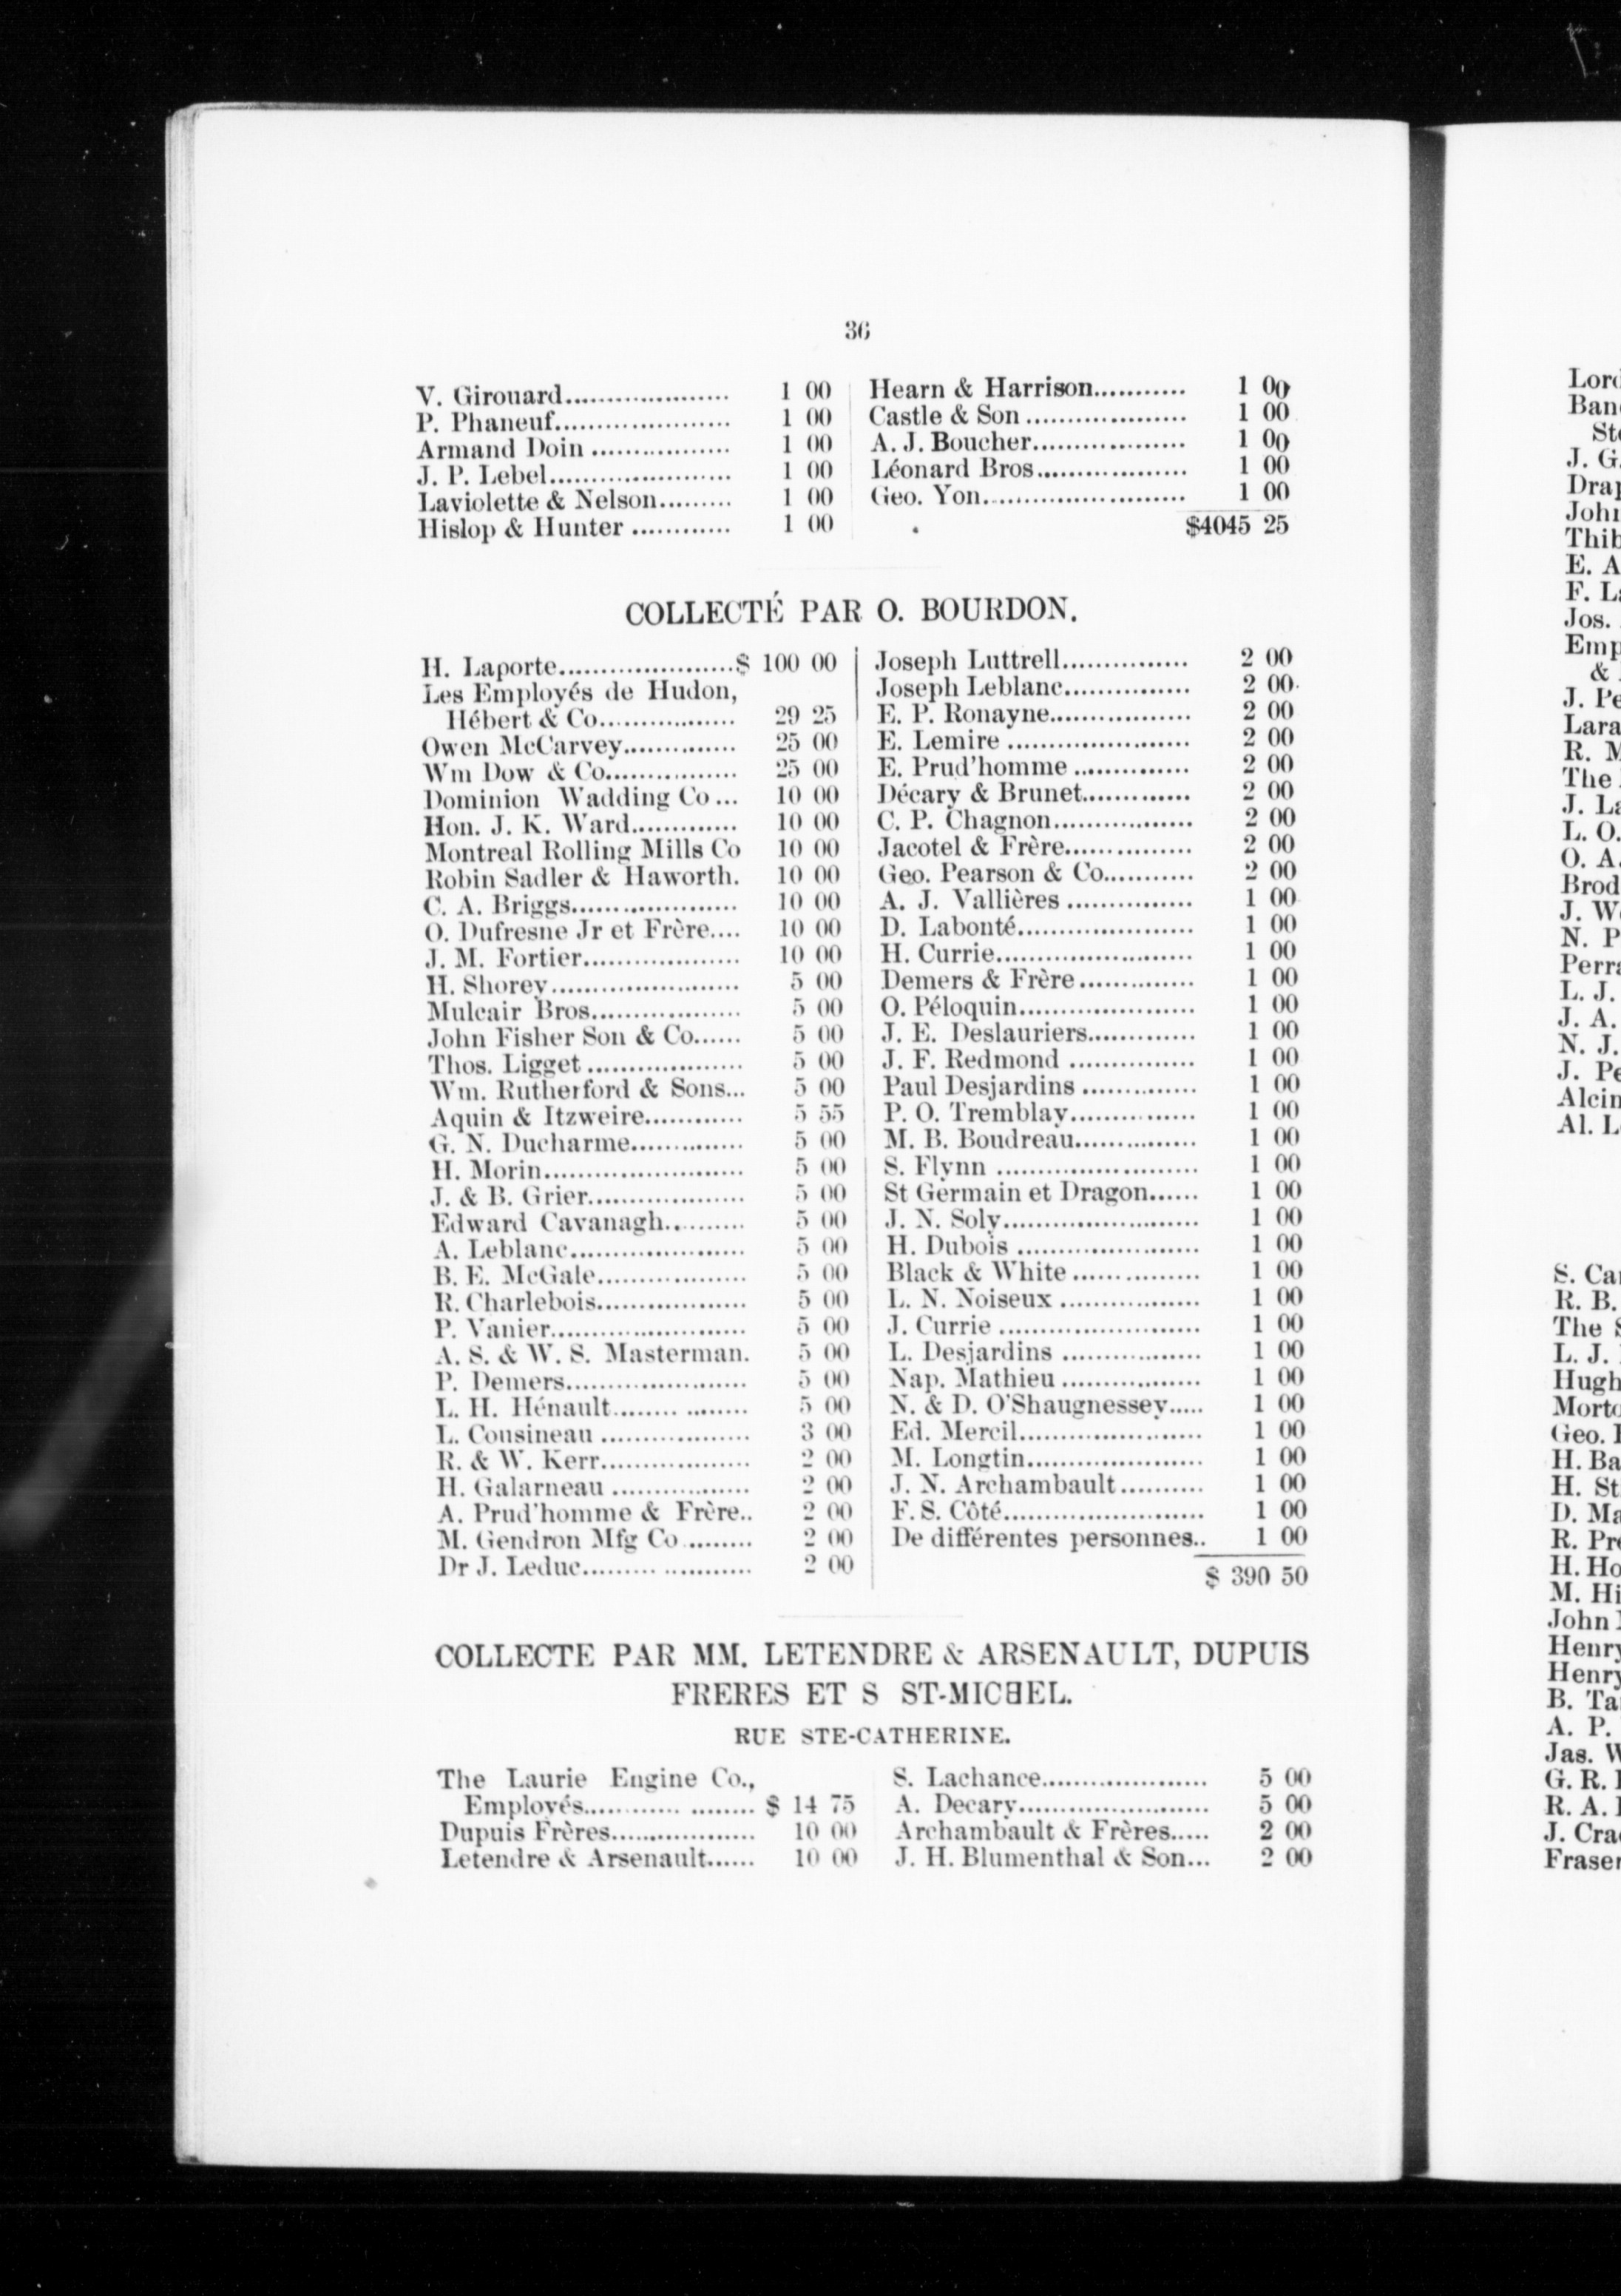 36
V. Girouard.................... 1 00
P. Phaneuf...................... 1 00
Armand Doin ................. 1 00
J. P. Lebel....................... 1 00
Laviolette & Nelson......... 1 00
Hislop & Hunter ............ 1 00
Hearn & Harrison........... 1 00
Castle & Son ................... 1 00
A. J. Boucher.................. 1 00
Léonard Bros.................. 1 00
Geo. Yon........................ 1 00
$4045 25
COLLECTÉ PAR O. BOURDON.
H. Laporte.....................$ 100 00
Les Employés de Hudon,
Hébert & Co................. 29 25
Owen McCarvey.............. 25 00
Wm Dow & Co................ 25 00
Dominion Wadding Co... 10 00
Hon. J. K. Ward............. 10 00
Montreal Rolling Mills Co 10 00
Robin Sadler & Haworth. 10 00
C. A. Briggs.................... 10 00
O. Dufresne Jr et Frère.... 10 00
J. M. Fortier................... 10 00
H. Shorey....................... 5 00
Mulcair Bros.................. 5 00
John Fisher Son & Co...... 5 00
Thos. Ligget................... 5 00
Wm. Rutherford & Sons... 5 00
Aquin & Itzweire............ 5 55
G. N. Ducharme.............. 5 00
H. Morin........................ 5 00
J. & B. Grier................... 5 00
Edward Cavanagh.......... 5 00
A. Leblanc..................... 5 00
B. E. McGale.................. 5 00
R. Charlebois.................. 5 00
P. Vanier........................ 5 00
A. S. & W. S. Masterman. 5 00
P. Demers...................... 5 00
L. H. Hénault................ 5 00
L. Cousineau .................. 3 00
R. & W. Kerr.................. 2 00
H. Galarneau ................. 2 00
A. Prud'homme & Frère.. 2 00
M. Gendron Mfg Co......... 2 00
Dr J. Leduc.................... 2 00
Joseph Luttrell............... 2 00
Joseph Leblanc............... 2 00
E. P. Ronayne................. 2 00
E. Lemire ...................... 2 00
E. Prud'homme .............. 2 00
Décary & Brunet............. 2 00
C. P. Chagnon................. 2 00
Jacotel & Frère............... 2 00
Geo. Pearson & Co........... 2 00
A. J. Vallières ............... 1 00
D. Labonté..................... 1 00
H. Currie........................ 1 00
Demers & Frère.............. 1 00
O. Péloquin..................... 1 00
J. E. Deslauriers............. 1 00
J. F. Redmond ............... 1 00
Paul Desjardins .............. 1 00
P. O. Tremblay............... 1 00
M. B. Boudreau............... 1 00
S. Flynn ........................ 1 00
St Germain et Dragon...... 1 00
J. N. Soly........................ 1 00
H. Dubois ...................... 1 00
Black & White ............... 1 00
L. N. Noiseux ................. 1 00
J. Currie ........................ 1 00
L. Desjardins ................. 1 00
Nap. Mathieu ................. 1 00
N. & D. O'Shaugnessey..... 1 00
Ed. Mercil...................... 1 00
M. Longtin..................... 1 00
J. N. Archambault.......... 1 00
F. S. Côté........................ 1 00
De différentes personnes.. 1 00
$ 390 50
COLLECTE PAR MM. LETENDRE & ARSENAULT, DUPUIS
FRERES ET S ST-MICHEL.
RUE STE-CATHERINE.
The Laurie Engine Co.,
Employés.................... $ 14 75
Dupuis Frères.................. 10 00
Letendre & Arsenault...... 10 00
S. Lachance.................... 5 00
A. Decary....................... 5 00
Archambault & Frères..... 2 00
J. H. Blumenthal & Son... 2 00